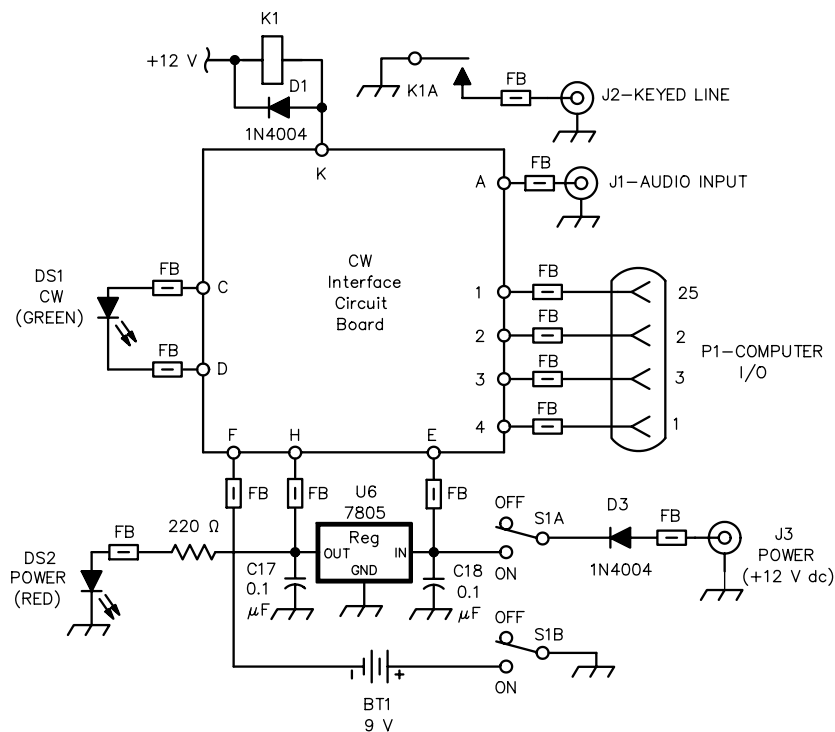 K1
+12 V
D1
1N4004
K
K1A
FB
J2–KEYED LINE
A
FB
J1–AUDIO INPUT
CW
Interface
Circuit
Board
DS1
CW
(GREEN)
FB
C
FB
D
1
FB
25
2
FB
2
3
FB
3
4
FB
1
P1–COMPUTER
I/O
F
H
E
FB
FB
FB
U6
7805
Reg
OUT
IN
GND
DS2
POWER
(RED)
FB
220 Ω
C17
0.1
µF
C18
0.1
µF
OFF
S1A
ON
D3
1N4004
FB
J3
POWER
(+12 V dc)
OFF
S1B
ON
–
+
BT1
9 V